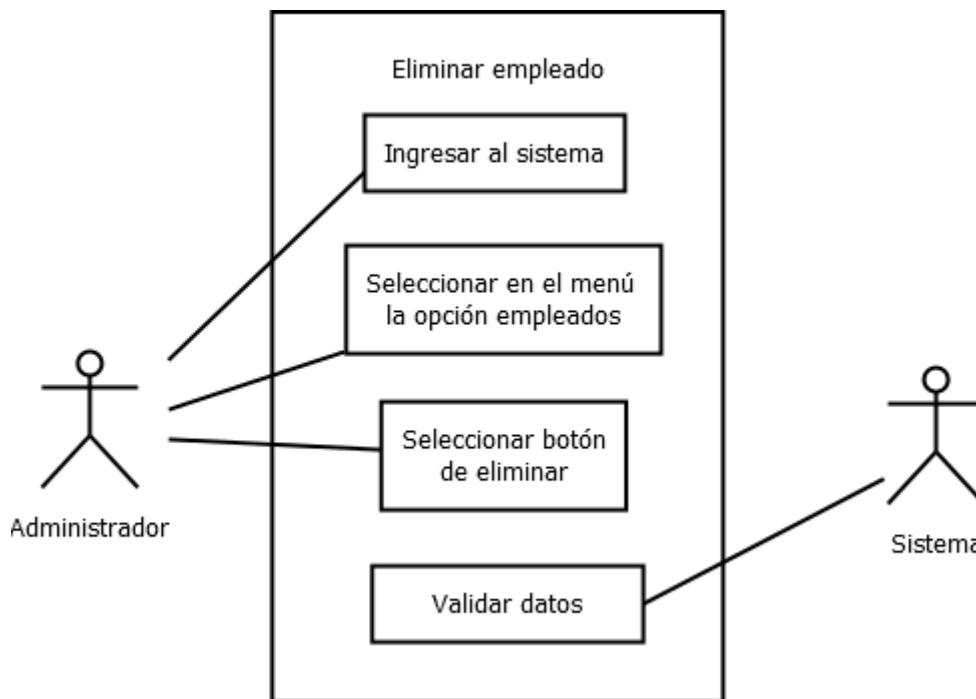 Eliminar empleado
Ingresar al sistema
Seleccionar en el menú
la opción empleados
Seleccionar botón
de eliminar
Validar datos
Administrador
Sistema